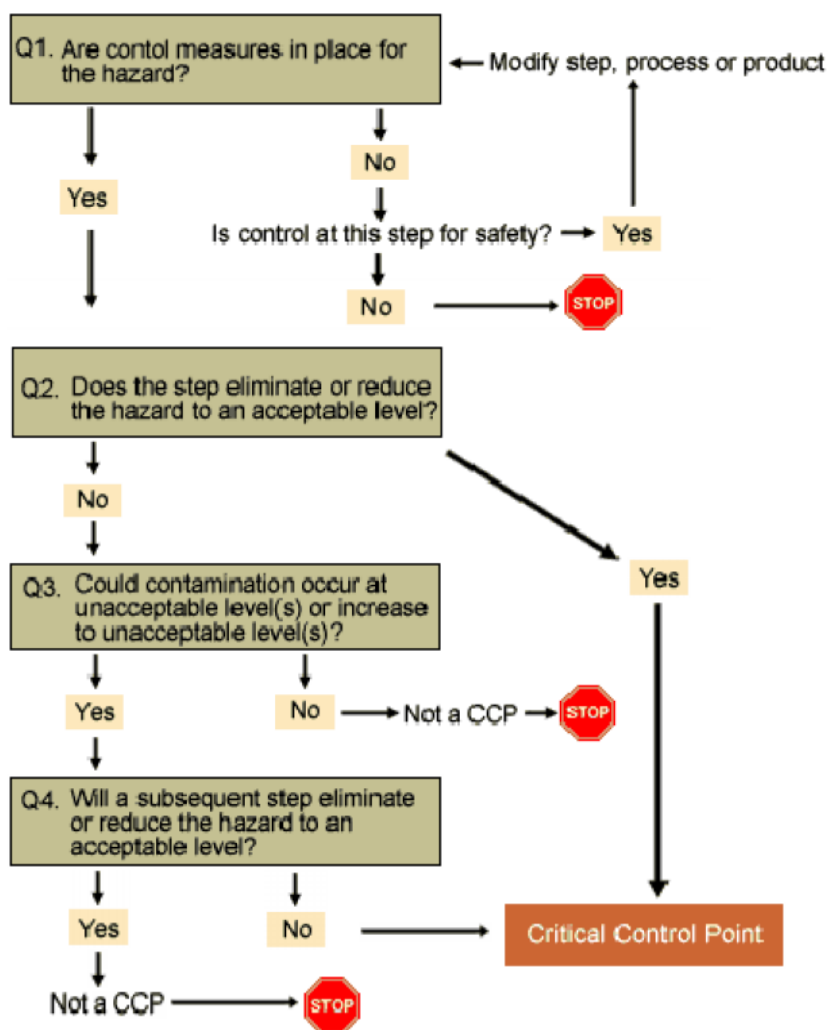 Q1. Are contol measures in place for
the hazard?
Modify step, process or product
No
Yes
Is control at this step for safety?
Yes
No
STOP
Q2. Does the step eliminate or reduce
the hazard to an acceptable level?
No
Yes
Q3. Could contamination occur at
unacceptable level(s) or increase
to unacceptable level(s)?
Yes
No
Not a CCP
STOP
Q4. Will a subsequent step eliminate
or reduce the hazard to an
acceptable level?
Yes
No
Critical Control Point
Not a CCP
STOP